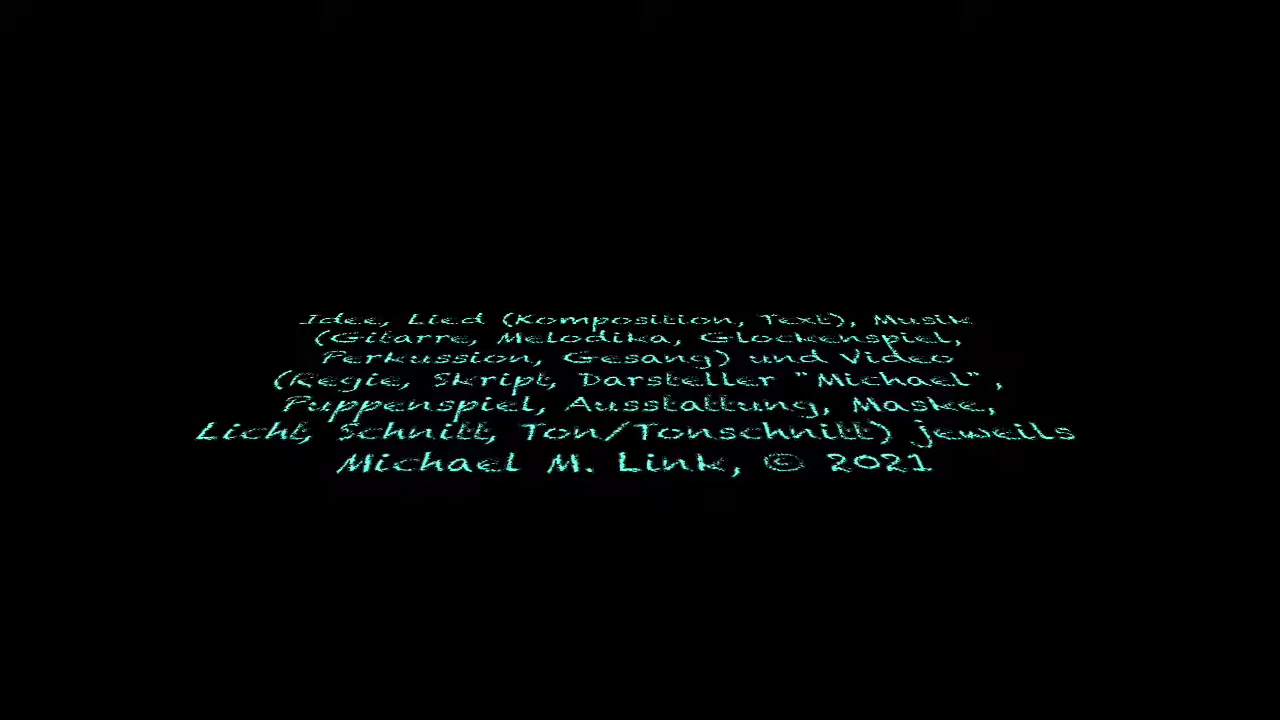 Idee, Lied (Komposition, Text), Musik
(Gitarre, Melodika, Glockenspiel,
Perkussion, Gesang) und Video
(Regie, Skript, Darsteller "Michael" ,
Puppenspiel, Ausstattung, Maske,
Licht, Schnitt, Ton/Tonschnitt) jeweils
Michael M. Link, © 2021